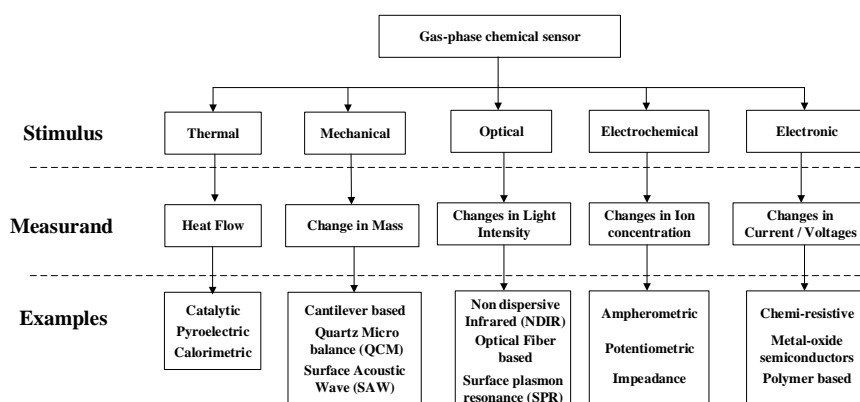 Gas-phase chemical sensor
Stimulus
Thermal
Mechanical
Optical
Electrochemical
Electronic
Measurand
Heat Flow
Change in Mass
Changes in Light
Intensity
Changes in Ion
concentration
Changes in
Current / Voltages
Examples
Catalytic
Pyroelectric
Calorimetric
Cantilever based
Quartz Micro
balance (QCM)
Surface Acoustic
Wave (SAW)
Non dispersive
Infrared (NDIR)
Optical Fiber
based
Surface plasmon
resonance (SPR)
Ampherometric
Potentiometric
Impeadance
Chemi-resistive
Metal-oxide
semiconductors
Polymer based